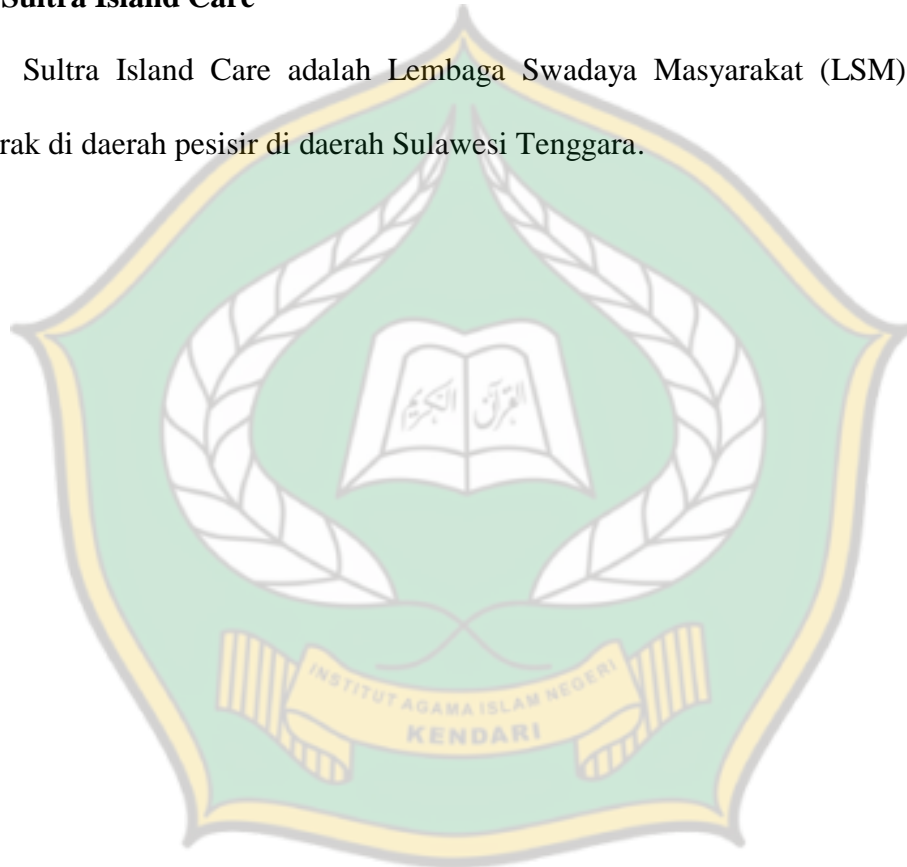 Sultra Island Care
Sultra Island Care adalah Lembaga Swadaya Masyarakat (LSM)
rak di daerah pesisir di daerah Sulawesi Tenggara.
القرآن الكريم
INSTITUT AGAMA ISLAM NEGERI
KENDARI